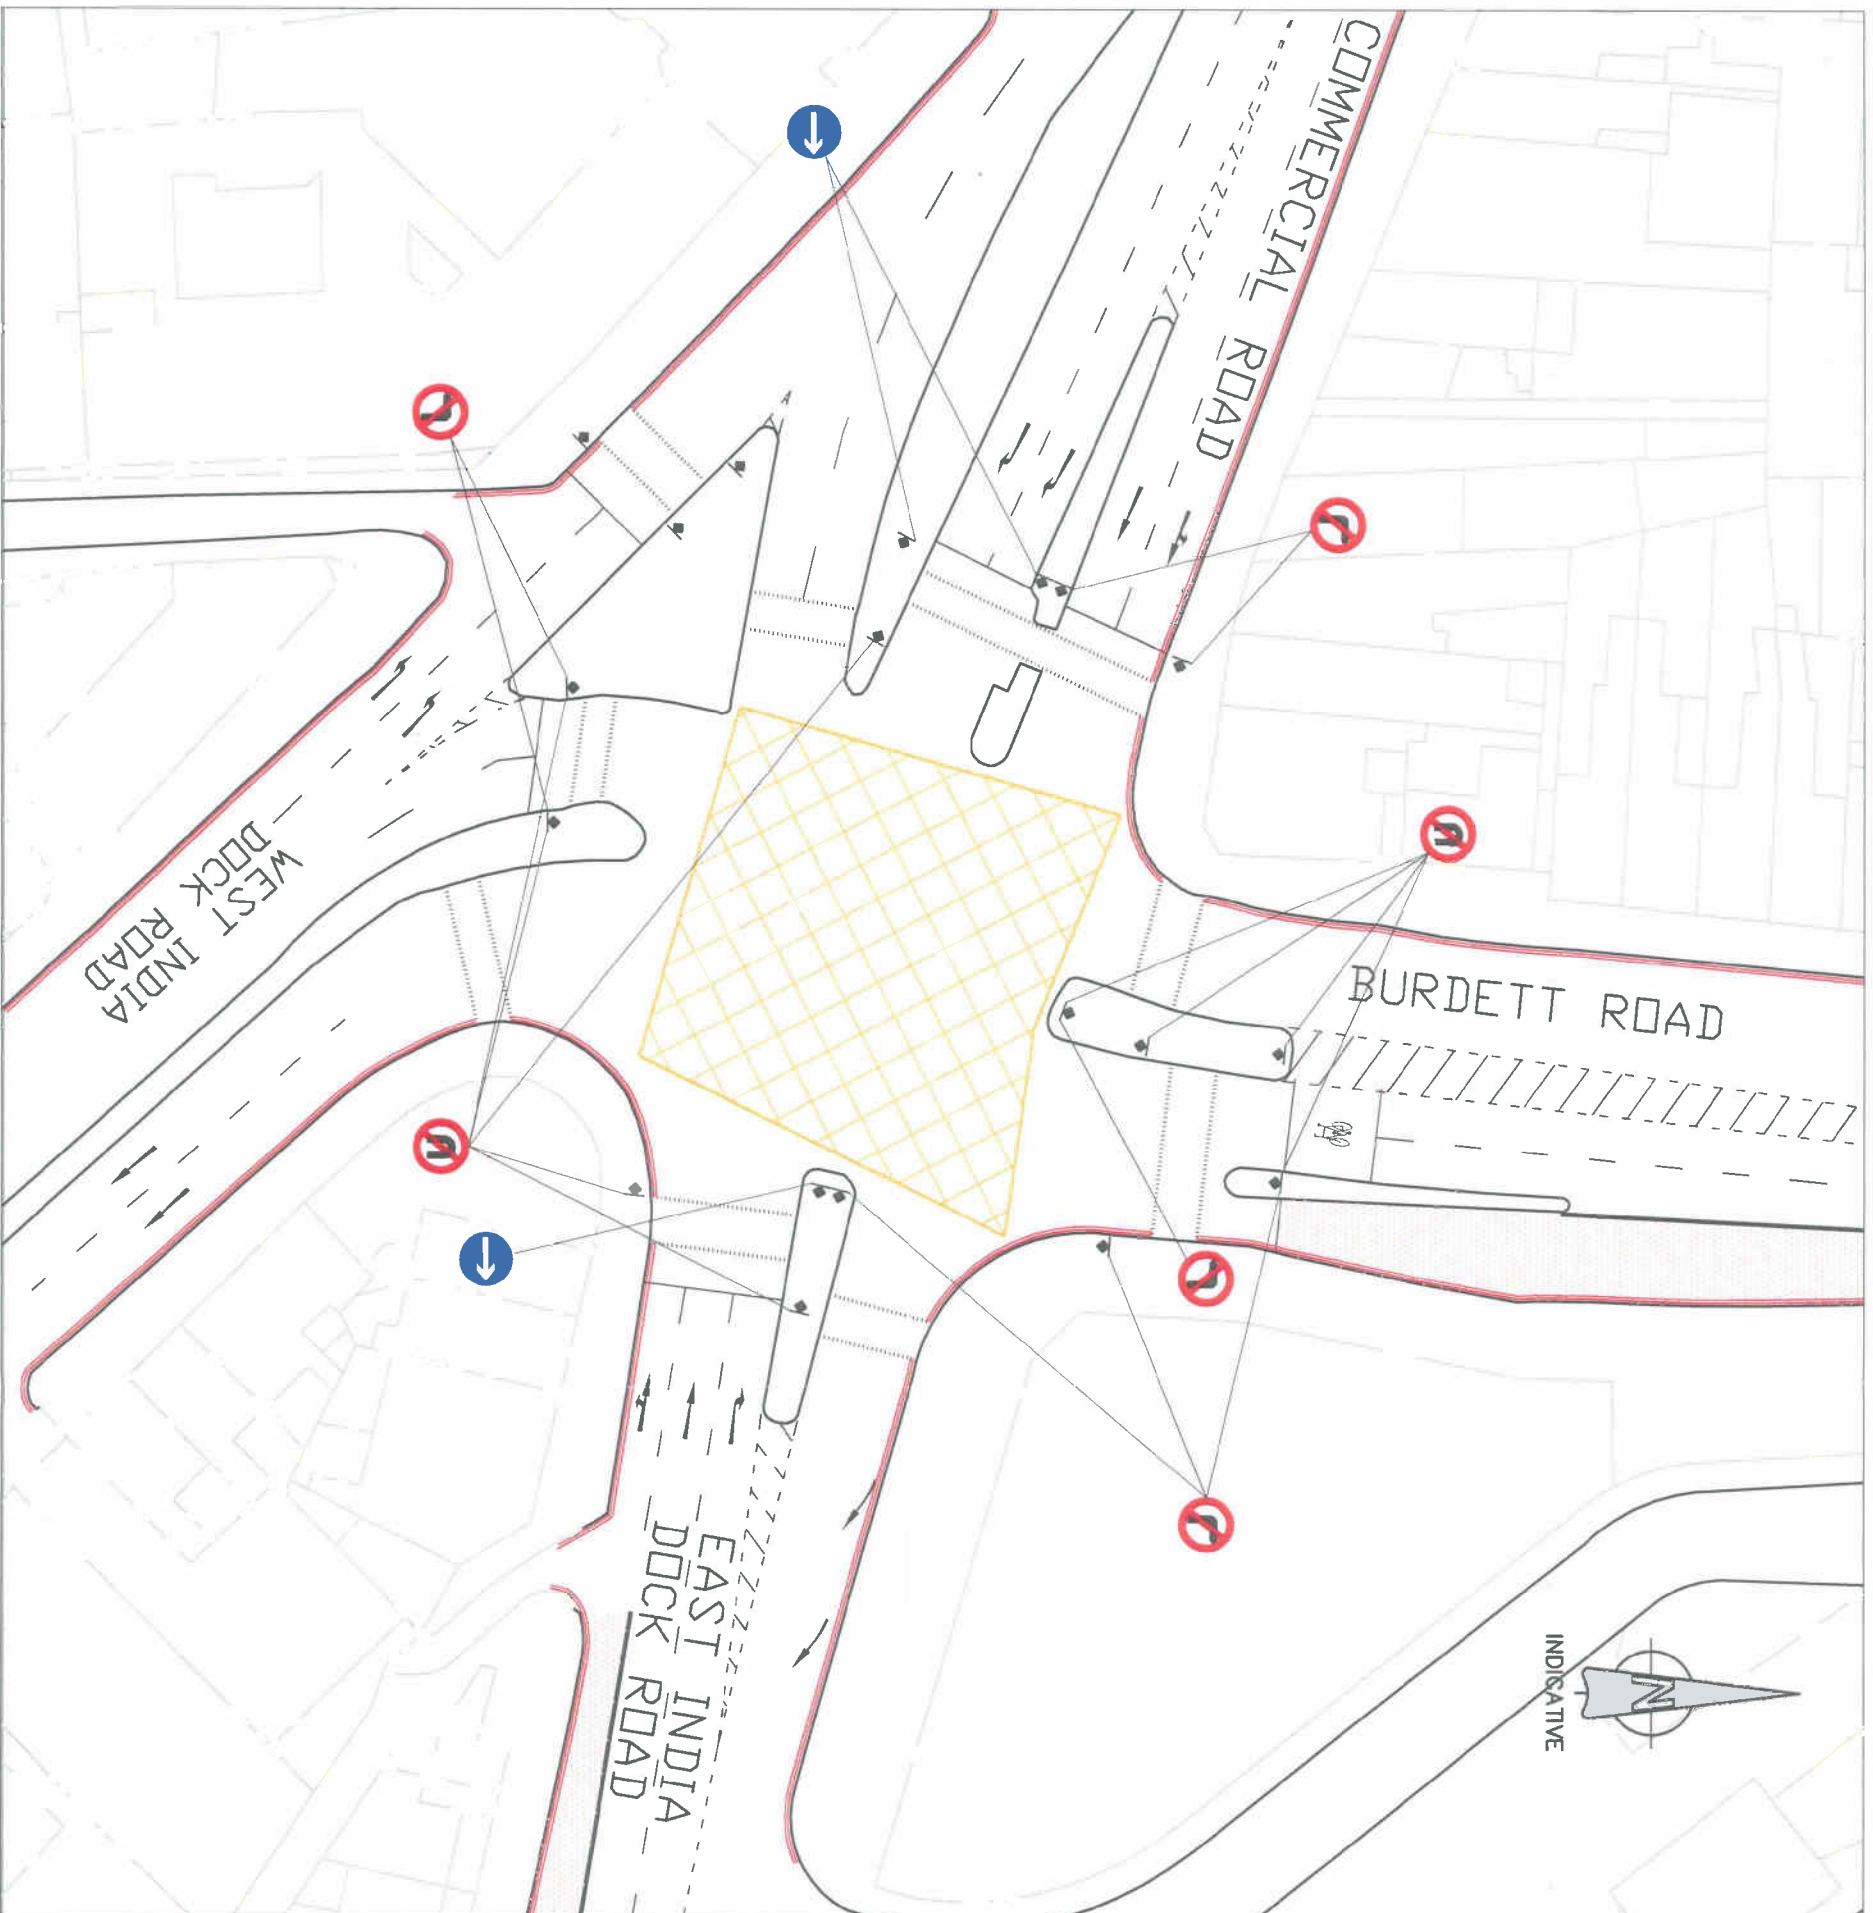 COMMERCIAL ROAD
BURDETT ROAD
WEST INDIA
DOCK ROAD
EAST INDIA
DOCK ROAD
N
INDICATIVE